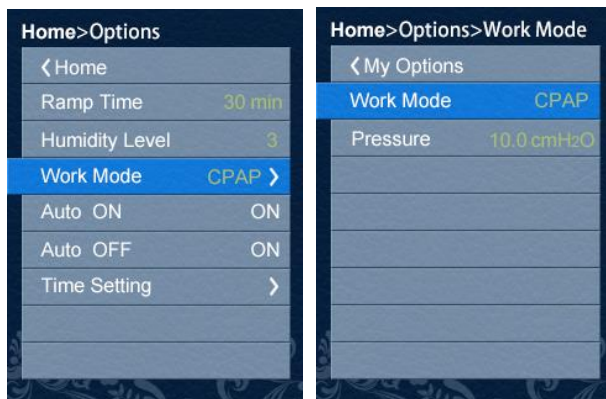 Home>Options
❮Home
Ramp Time 30 min
Humidity Level 3
Work Mode CPAP ❯
Auto ON ON
Auto OFF ON
Time Setting ❯
Home>Options>Work Mode
❮My Options
Work Mode CPAP
Pressure 10.0 cmH2O